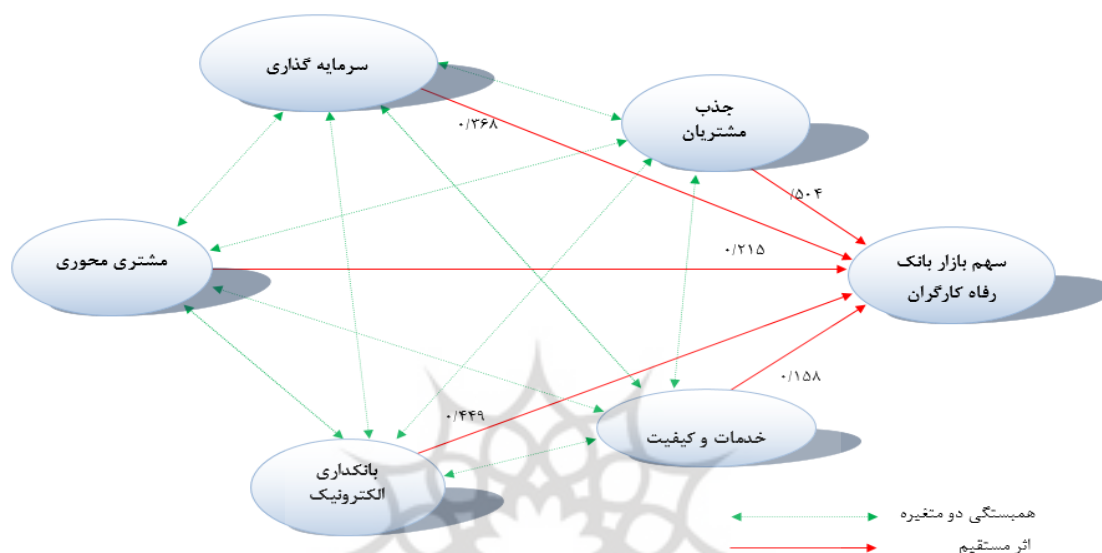 سرمایه گذاری
جذب
مشتریان
۰/۳۶۸
/۵۰۴
مشتری محوری
۰/۲۱۵
سهم بازار بانک
رفاه کارگران
۰/۱۵۸
۰/۴۴۹
خدمات و کیفیت
بانکداری
الکترونیک
همبستگی دو متغیره
اثر مستقیم